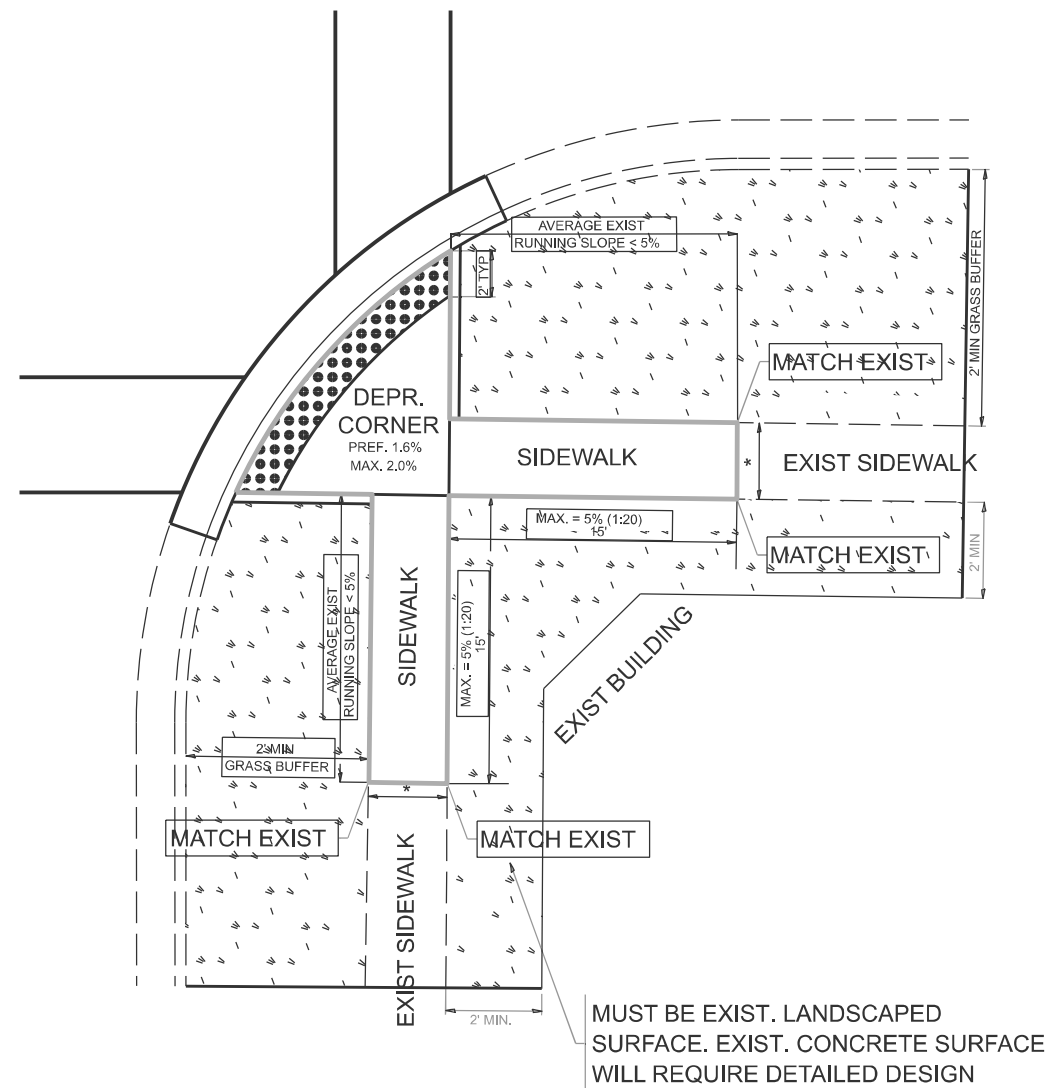 AVERAGE EXIST
RUNNING SLOPE < 5%
2' TYP
2' MIN GRASS BUFFER
MATCH EXIST
DEPR.
CORNER
PREF. 1.6%
MAX. 2.0%
SIDEWALK
*
EXIST SIDEWALK
MAX. = 5% (1:20)
15'
MATCH EXIST
2' MIN
AVERAGE EXIST
RUNNING SLOPE < 5%
SIDEWALK
MAX. = 5% (1:20)
15'
EXIST BUILDING
2' MIN
GRASS BUFFER
*
MATCH EXIST
MATCH EXIST
EXIST SIDEWALK
2' MIN.
MUST BE EXIST. LANDSCAPED
SURFACE. EXIST. CONCRETE SURFACE
WILL REQUIRE DETAILED DESIGN